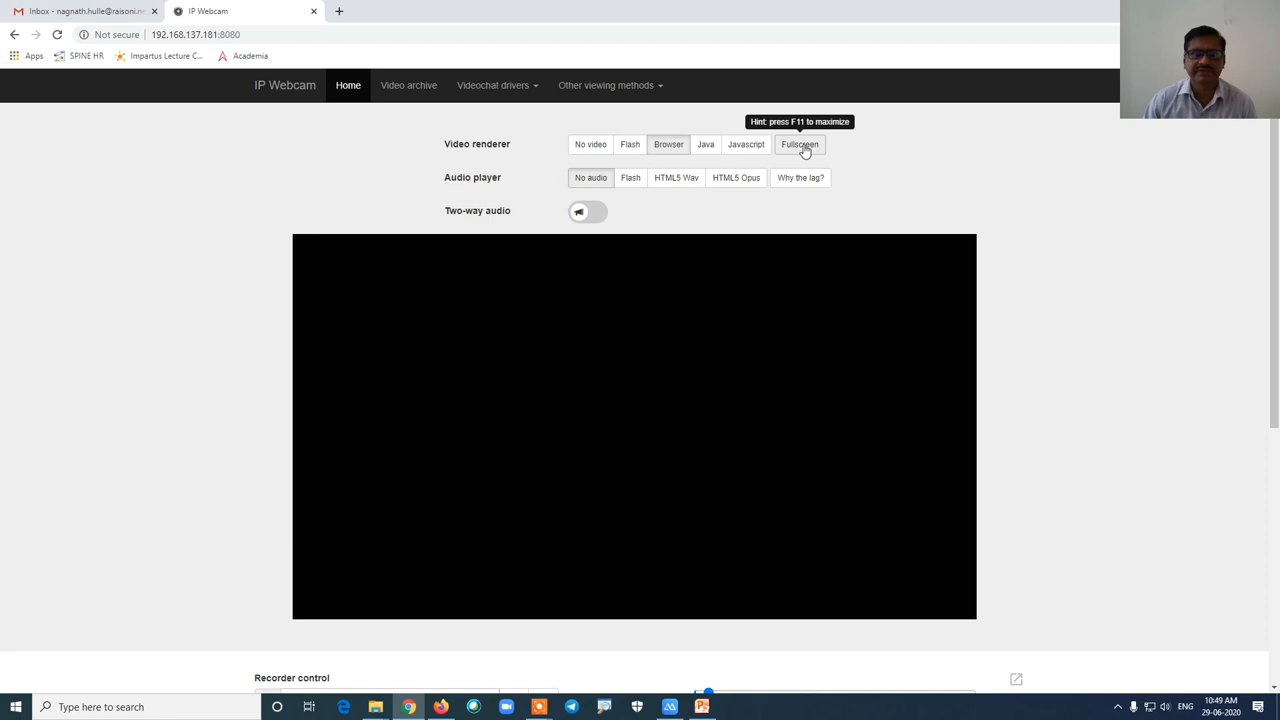 Inbox - nagnath.hulle@raisoni.ne
IP Webcam
Not secure
192.168.137.181:8080
Apps
SPINE HR
Impartus Lecture C...
Academia
IP Webcam
Home
Video archive
Videochat drivers
Other viewing methods
Hint: press F11 to maximize
Video renderer
No video
Flash
Browser
Java
Javascript
Fullscreen
Audio player
No audio
Flash
HTML5 Wav
HTML5 Opus
Why the lag?
Two-way audio
Recorder control
Type here to search
ENG
10:49 AM
29-06-2020